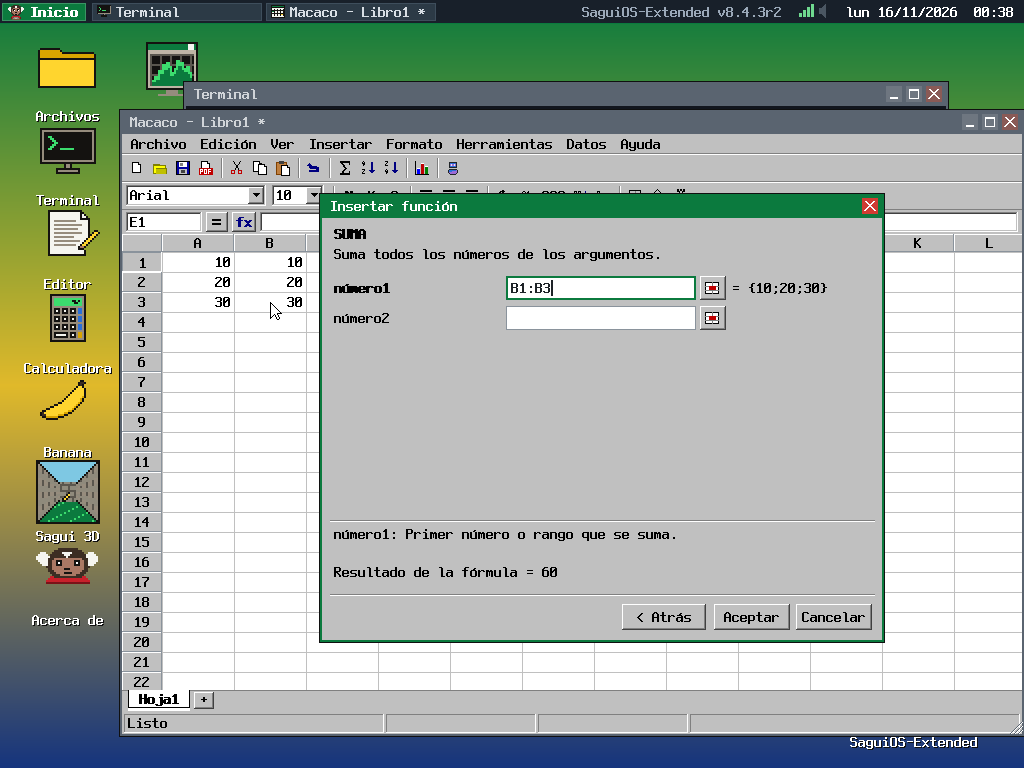 Inicio
Terminal
Macaco - Libro1 *
SaguiOS-Extended v8.4.3r2
lun 16/11/2026 00:38
Archivos
Terminal
Editor
Calculadora
Banana
Sagui 3D
Acerca de
Terminal
Macaco - Libro1 *
Archivo Edición Ver Insertar Formato Herramientas Datos Ayuda
PDF
Arial 10
E1 = fx
A B K L
1 10 10
2 20 20
3 30 30
4
5
6
7
8
9
10
11
12
13
14
15
16
17
18
19
20
21
22
Insertar función
SUMA
Suma todos los números de los argumentos.
número1 B1:B3 = {10;20;30}
número2
número1: Primer número o rango que se suma.
Resultado de la fórmula = 60
< Atrás Aceptar Cancelar
Hoja1 +
Listo
SaguiOS-Extended